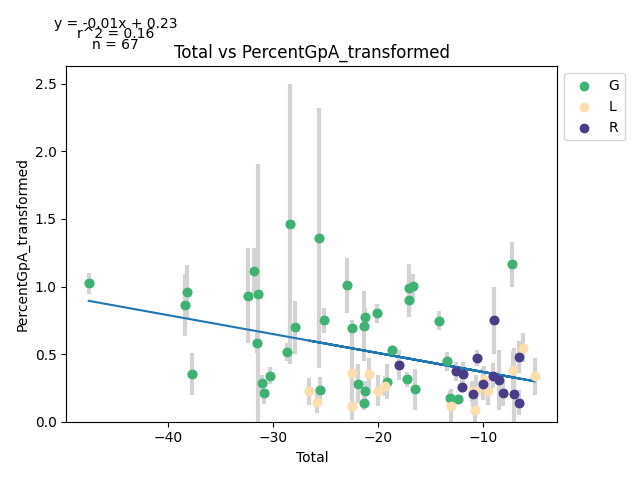 y = -0.01x + 0.23
r^2 = 0.16
n = 67
Total vs PercentGpA_transformed
G
L
R
PercentGpA_transformed
2.5
2.0
1.5
1.0
0.5
0.0
−40
−30
−20
−10
Total